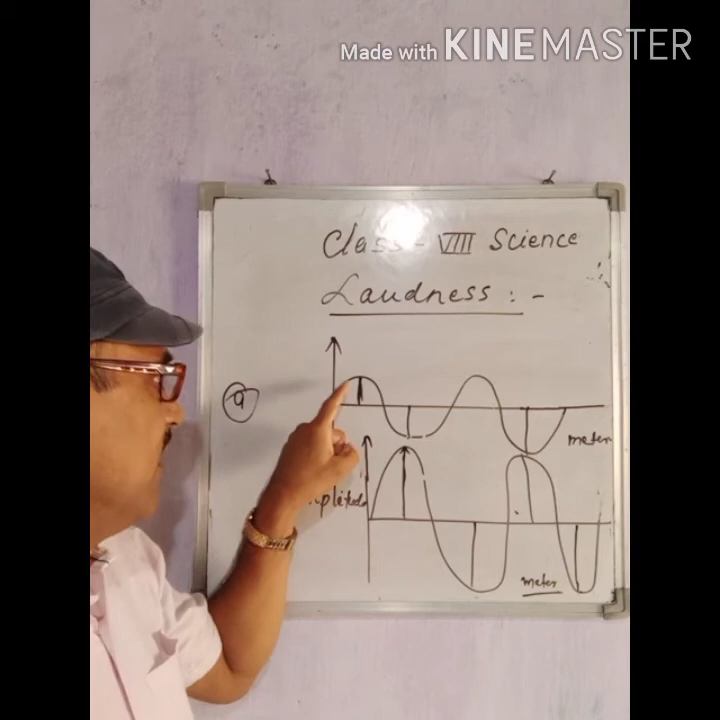 Made with KINEMASTER
Class - VIII Science
Laudness : -
a
meter
meter